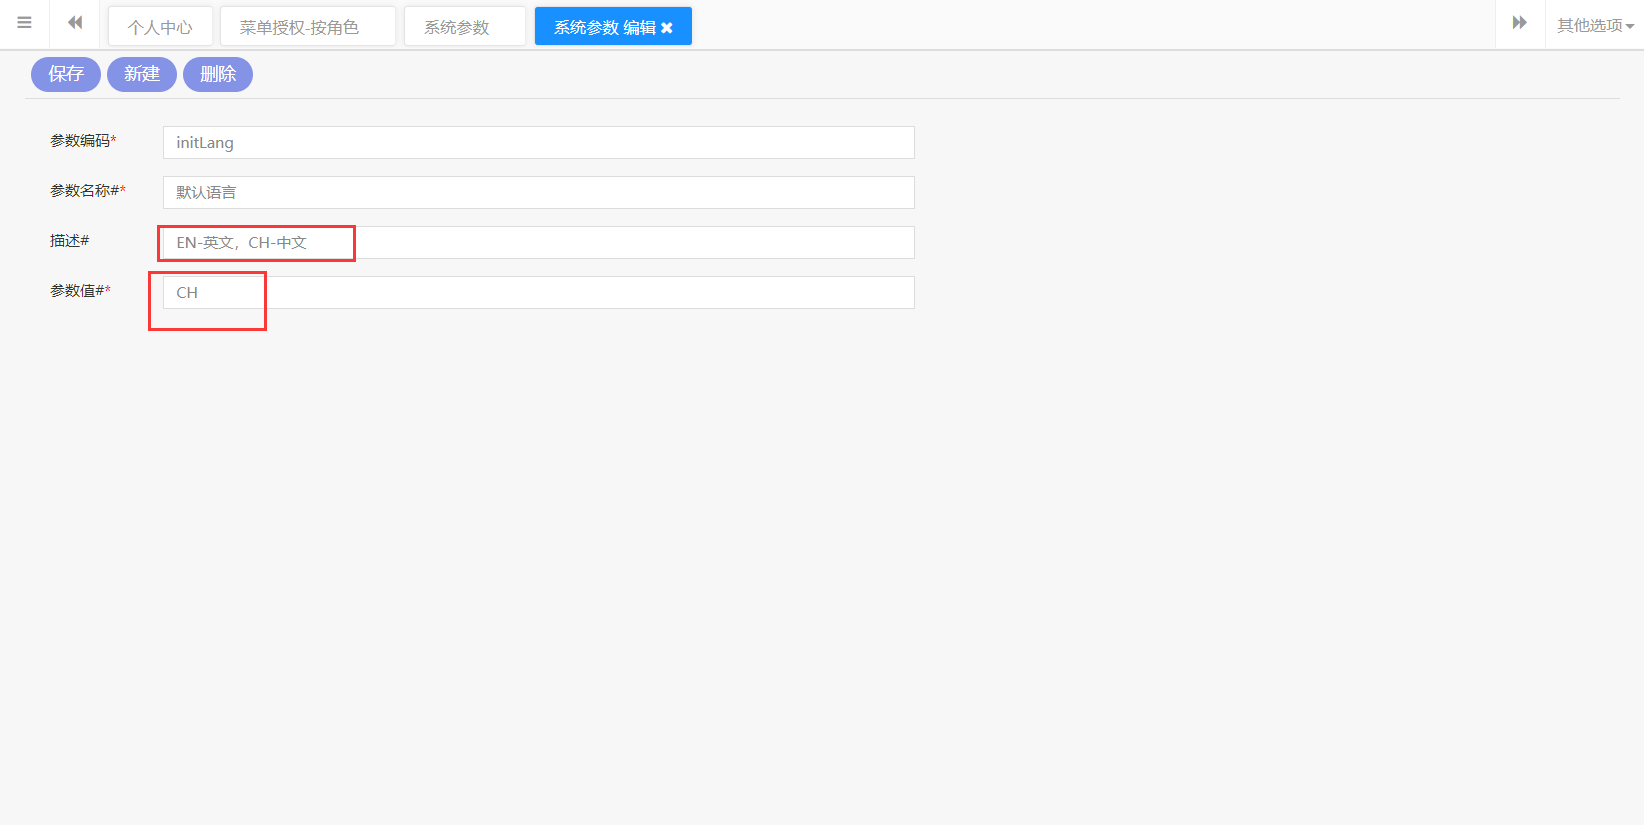 个人中心 菜单授权-按角色 系统参数 系统参数 编辑 其他选项
保存 新建 删除
参数编码* initLang
参数名称#* 默认语言
描述# EN-英文，CH-中文
参数值#* CH